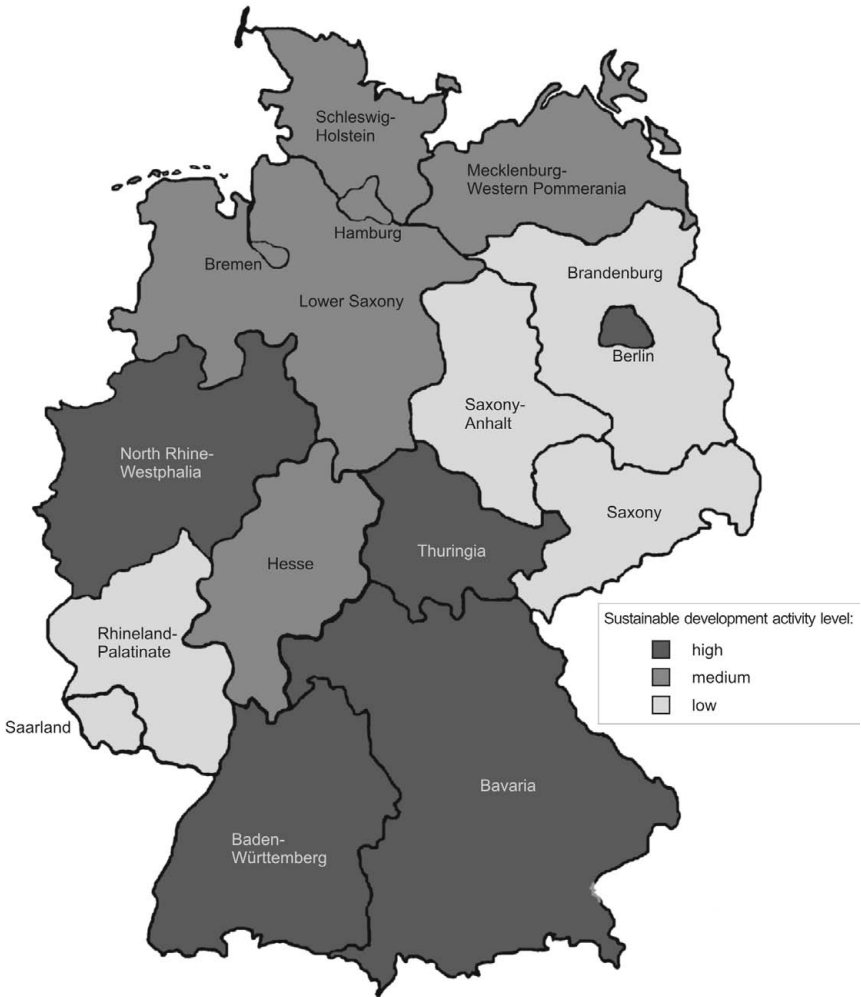 Schleswig-
Holstein
Mecklenburg-
Western Pommerania
Hamburg
Bremen
Brandenburg
Lower Saxony
Berlin
Saxony-
Anhalt
North Rhine-
Westphalia
Saxony
Thuringia
Hesse
Rhineland-
Palatinate
Saarland
Bavaria
Baden-
Württemberg
Sustainable development activity level:
high
medium
low